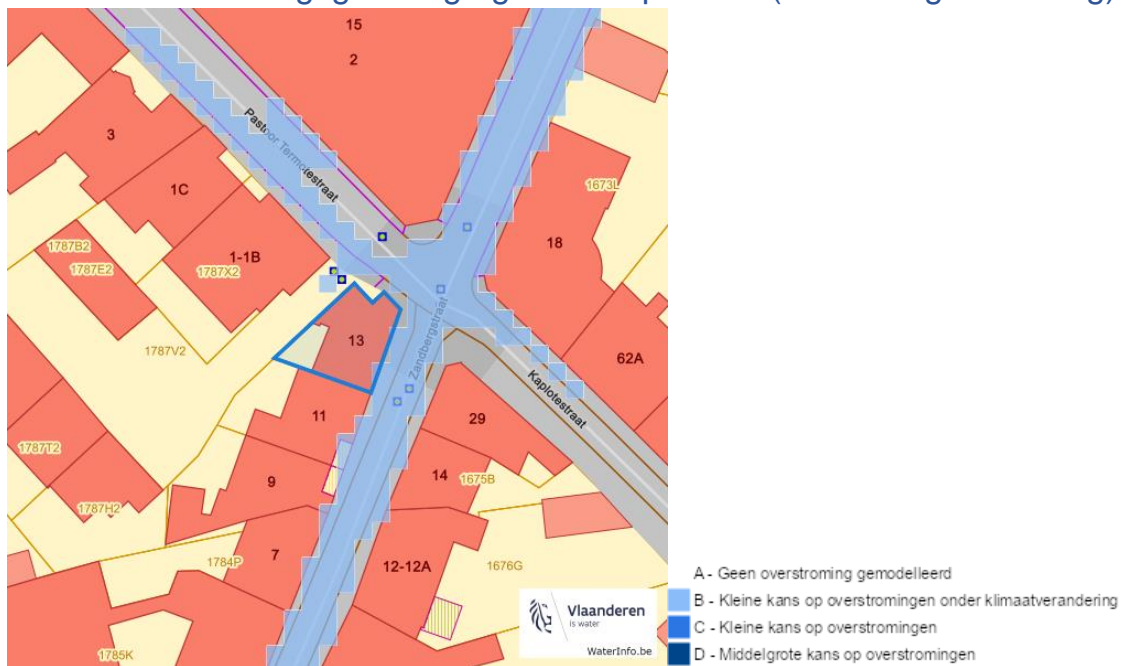 15
2
Pastoor Termotestraat
3
1C
1673L
18
1787B2
1787E2
1-1B
1787X2
13
Zandbergstraat
1787V2
62A
Kaplotestraat
11
29
1787T2
9
14
1675B
1787H2
7
1784P
12-12A
1676G
1785K
Vlaanderen
is water
WaterInfo.be
A - Geen overstroming gemodelleerd
B - Kleine kans op overstromingen onder klimaatverandering
C - Kleine kans op overstromingen
D - Middelgrote kans op overstromingen